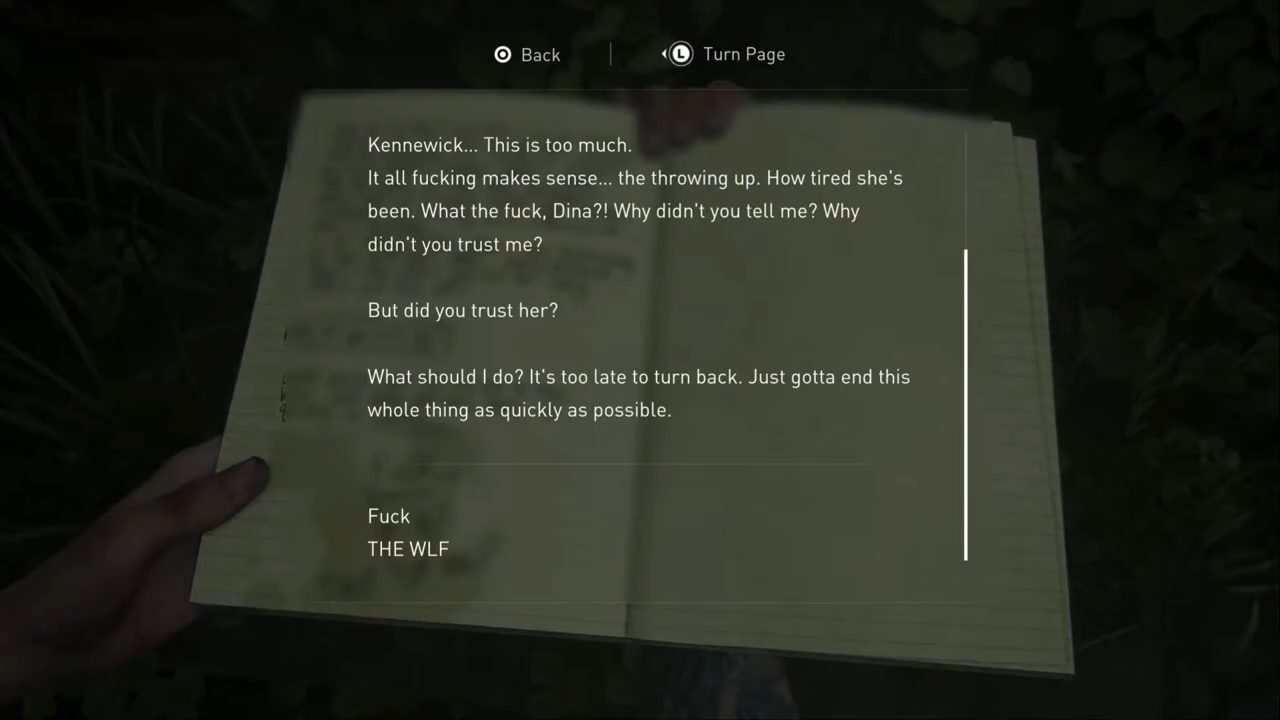 Back
L Turn Page
Kennewick... This is too much.
It all fucking makes sense... the throwing up. How tired she's
been. What the fuck, Dina?! Why didn't you tell me? Why
didn't you trust me?
But did you trust her?
What should I do? It's too late to turn back. Just gotta end this
whole thing as quickly as possible.
Fuck
THE WLF